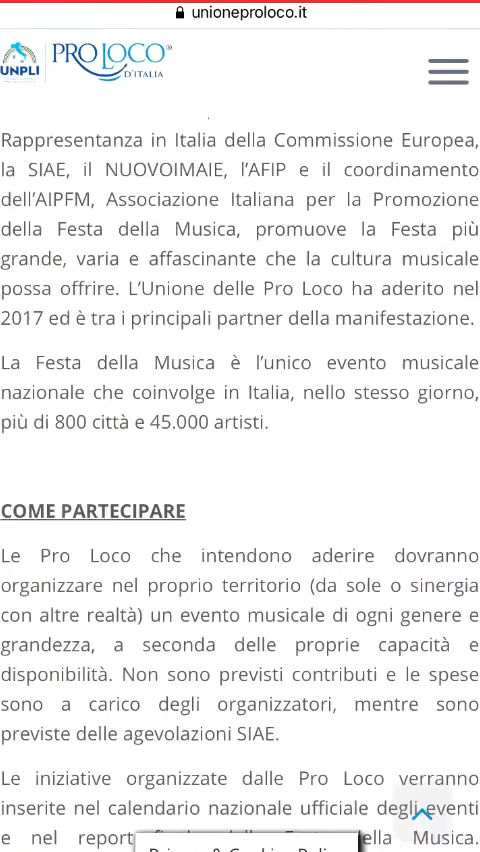 unioneproloco.it
UNPLI
PRO LOCO®
D'ITALIA
Rappresentanza in Italia della Commissione Europea,
la SIAE, il NUOVOIMAIE, l'AFIP e il coordinamento
dell'AIPFM, Associazione Italiana per la Promozione
della Festa della Musica, promuove la Festa più
grande, varia e affascinante che la cultura musicale
possa offrire. L'Unione delle Pro Loco ha aderito nel
2017 ed è tra i principali partner della manifestazione.
La Festa della Musica è l'unico evento musicale
nazionale che coinvolge in Italia, nello stesso giorno,
più di 800 città e 45.000 artisti.
COME PARTECIPARE
Le Pro Loco che intendono aderire dovranno
organizzare nel proprio territorio (da sole o sinergia
con altre realtà) un evento musicale di ogni genere e
grandezza, a seconda delle proprie capacità e
disponibilità. Non sono previsti contributi e le spese
sono a carico degli organizzatori, mentre sono
previste delle agevolazioni SIAE.
Le iniziative organizzate dalle Pro Loco verranno
inserite nel calendario nazionale ufficiale degli eventi
e nel report della Musica.
Privacy & Cookies Policy